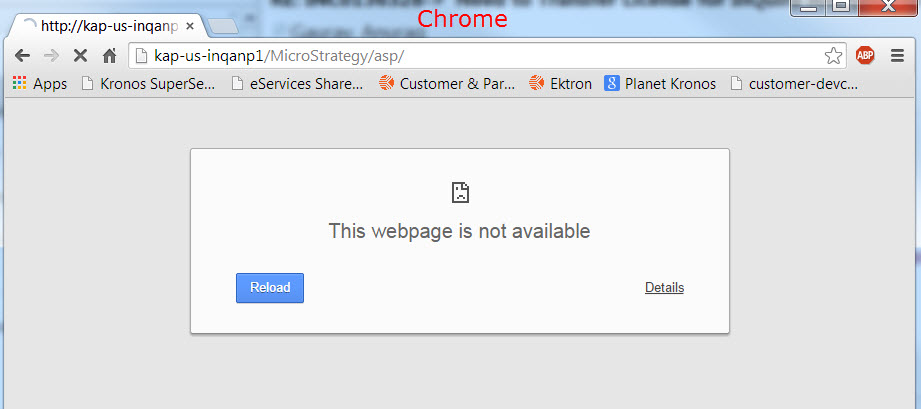 Chrome
http://kap-us-inqanp
kap-us-inqanp1/MicroStrategy/asp/
ABP
Apps Kronos SuperSe... eServices Share... Customer & Par... Ektron Planet Kronos customer-devc...
This webpage is not available
Reload Details